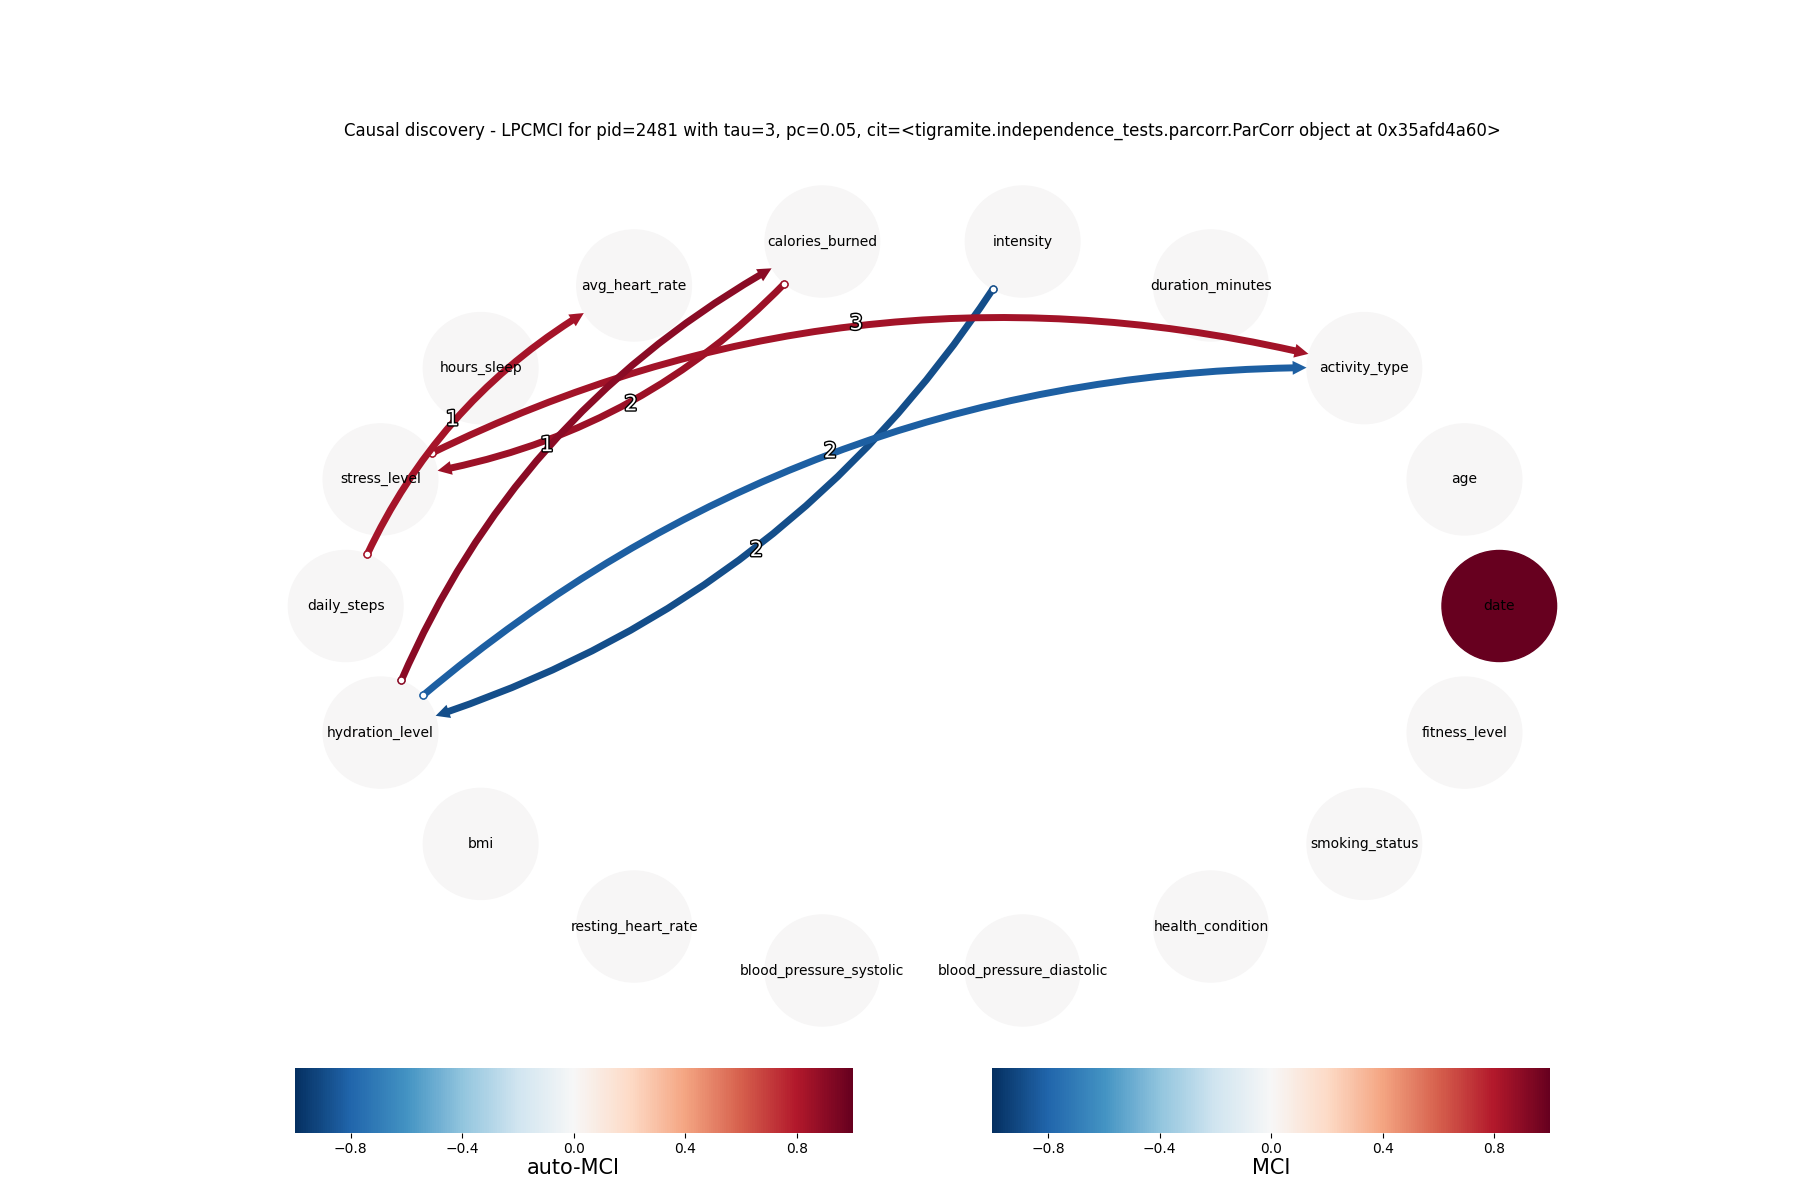 Causal discovery - LPCMCI for pid=2481 with tau=3, pc=0.05, cit=<tigramite.independence_tests.parcorr.ParCorr object at 0x35afd4a60>
calories_burned
intensity
avg_heart_rate
duration_minutes
3
hours_sleep
activity_type
2
1
1
2
stress_level
age
2
daily_steps
date
hydration_level
fitness_level
bmi
smoking_status
resting_heart_rate
health_condition
blood_pressure_systolic
blood_pressure_diastolic
−0.8 −0.4 0.0 0.4 0.8
auto-MCI
−0.8 −0.4 0.0 0.4 0.8
MCI